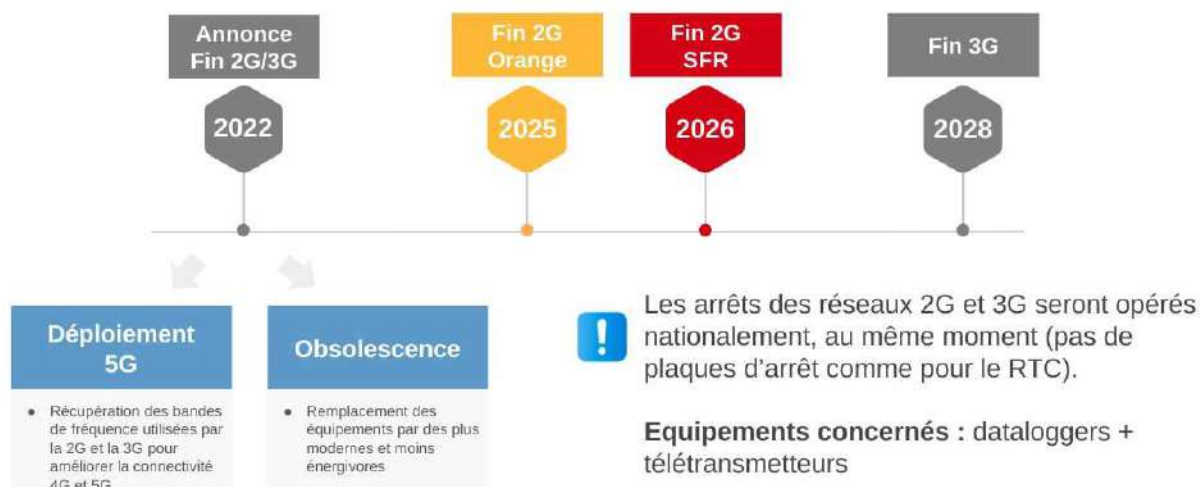 Annonce
Fin 2G/3G
Fin 2G
Orange
Fin 2G
SFR
Fin 3G
2022
2025
2026
2028
Déploiement
5G
Obsolescence
• Récupération des bandes
de fréquence utilisées par
la 2G et la 3G pour
améliorer la connectivité
4G et 5G
• Remplacement des
équipements par des plus
modernes et moins
énergivores
!
Les arrêts des réseaux 2G et 3G seront opérés
nationalement, au même moment (pas de
plaques d'arrêt comme pour le RTC).
Equipements concernés : dataloggers +
télétransmetteurs